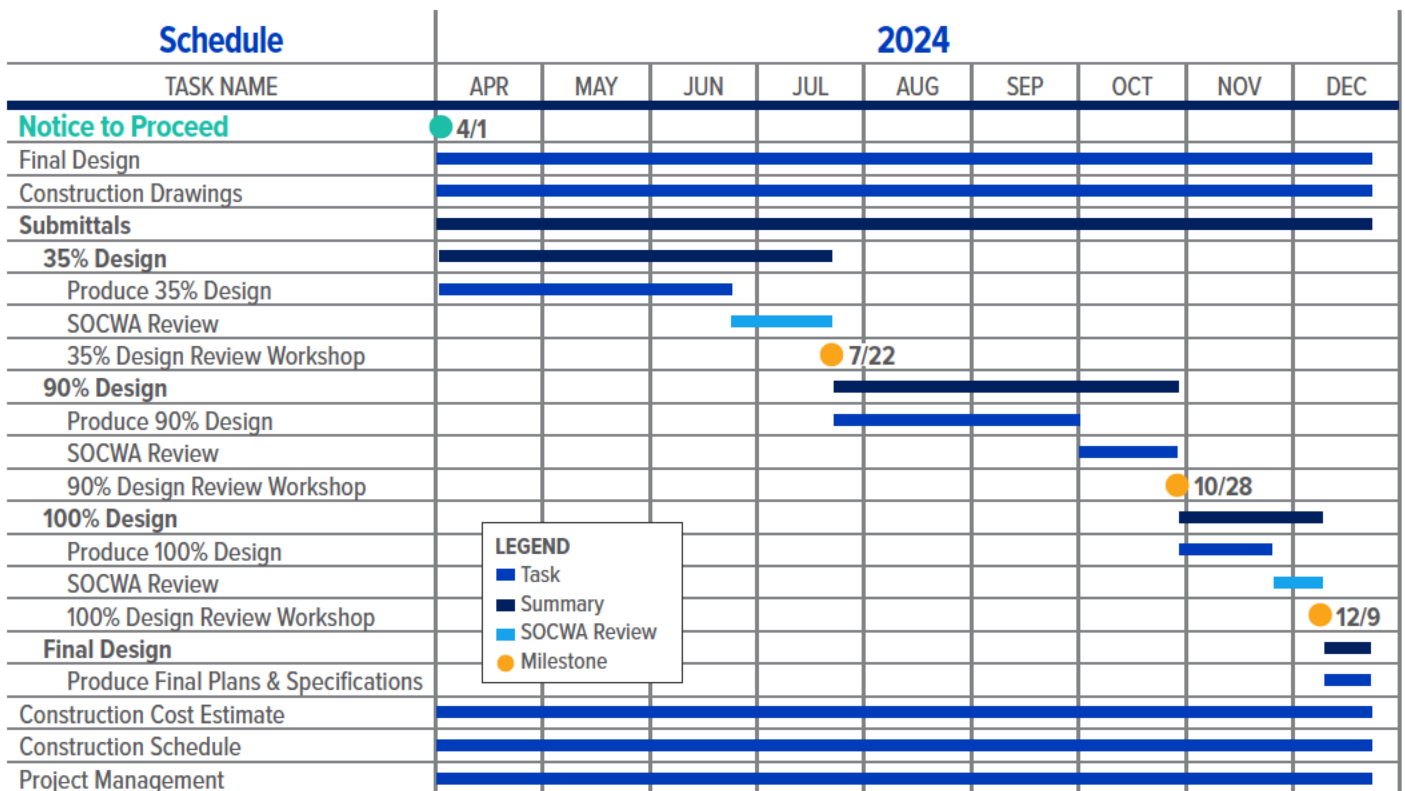 Schedule 2024
TASK NAME APR MAY JUN JUL AUG SEP OCT NOV DEC
Notice to Proceed 4/1
Final Design
Construction Drawings
Submittals
35% Design
Produce 35% Design
SOCWA Review
35% Design Review Workshop 7/22
90% Design
Produce 90% Design
SOCWA Review
90% Design Review Workshop 10/28
100% Design
Produce 100% Design
SOCWA Review
100% Design Review Workshop 12/9
Final Design
Produce Final Plans & Specifications
Construction Cost Estimate
Construction Schedule
Project Management
LEGEND
Task
Summary
SOCWA Review
Milestone